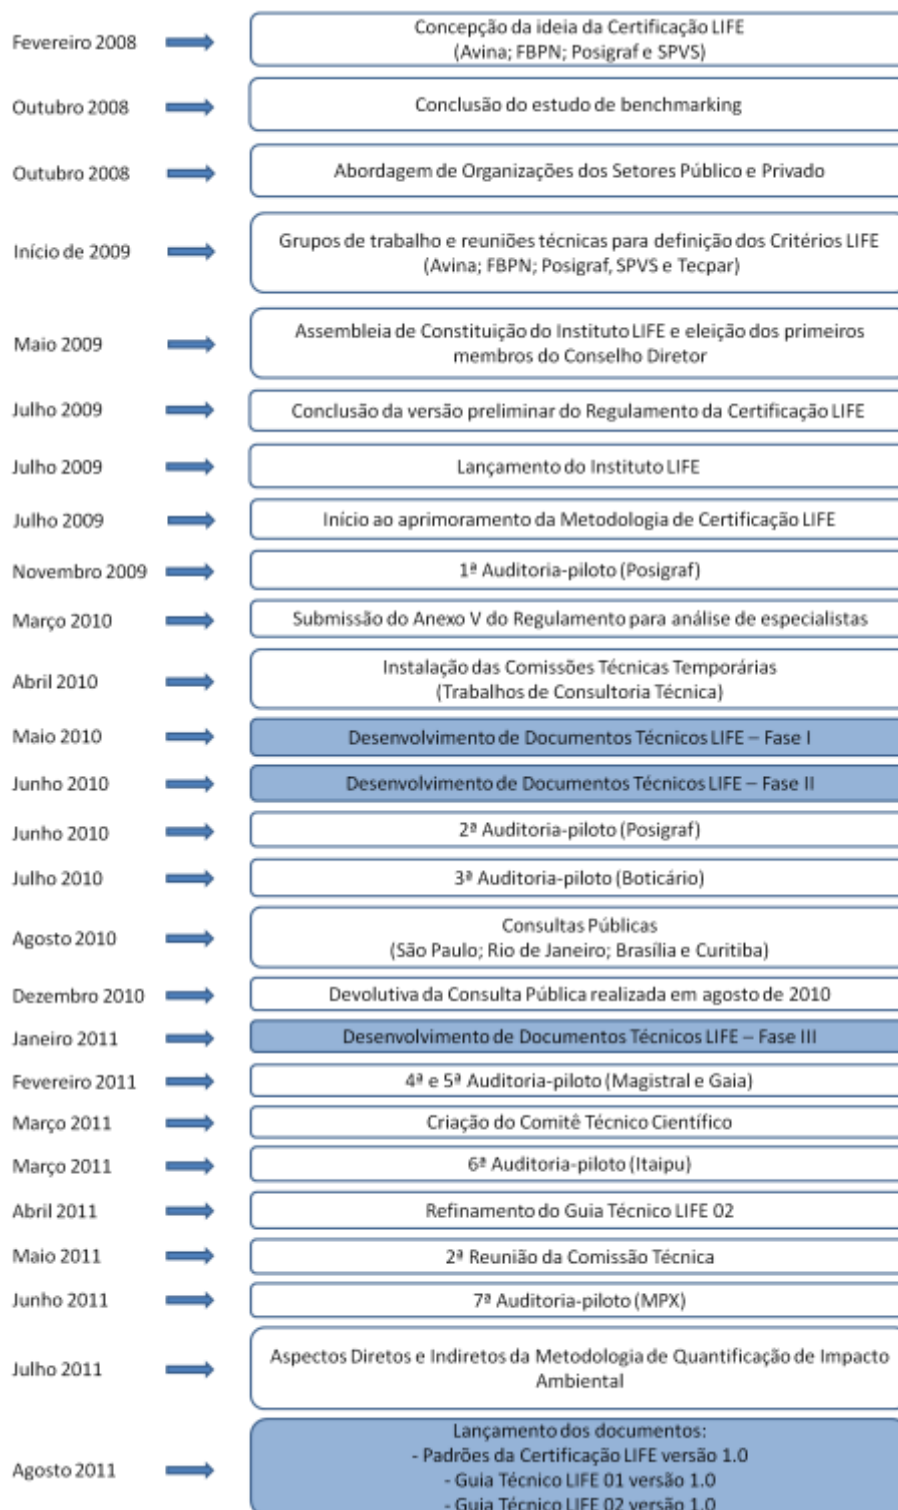 Fevereiro 2008
Concepção da ideia da Certificação LIFE
(Avina; FBPN; Posigraf e SPVS)
Outubro 2008
Conclusão do estudo de benchmarking
Outubro 2008
Abordagem de Organizações dos Setores Público e Privado
Início de 2009
Grupos de trabalho e reuniões técnicas para definição dos Critérios LIFE
(Avina; FBPN; Posigraf, SPVS e Tecpar)
Maio 2009
Assembleia de Constituição do Instituto LIFE e eleição dos primeiros
membros do Conselho Diretor
Julho 2009
Conclusão da versão preliminar do Regulamento da Certificação LIFE
Julho 2009
Lançamento do Instituto LIFE
Julho 2009
Início ao aprimoramento da Metodologia de Certificação LIFE
Novembro 2009
1ª Auditoria-piloto (Posigraf)
Março 2010
Submissão do Anexo V do Regulamento para análise de especialistas
Abril 2010
Instalação das Comissões Técnicas Temporárias
(Trabalhos de Consultoria Técnica)
Maio 2010
Desenvolvimento de Documentos Técnicos LIFE – Fase I
Junho 2010
Desenvolvimento de Documentos Técnicos LIFE – Fase II
Junho 2010
2ª Auditoria-piloto (Posigraf)
Julho 2010
3ª Auditoria-piloto (Boticário)
Agosto 2010
Consultas Públicas
(São Paulo; Rio de Janeiro; Brasília e Curitiba)
Dezembro 2010
Devolutiva da Consulta Pública realizada em agosto de 2010
Janeiro 2011
Desenvolvimento de Documentos Técnicos LIFE – Fase III
Fevereiro 2011
4ª e 5ª Auditoria-piloto (Magistral e Gaia)
Março 2011
Criação do Comitê Técnico Científico
Março 2011
6ª Auditoria-piloto (Itaipu)
Abril 2011
Refinamento do Guia Técnico LIFE 02
Maio 2011
2ª Reunião da Comissão Técnica
Junho 2011
7ª Auditoria-piloto (MPX)
Julho 2011
Aspectos Diretos e Indiretos da Metodologia de Quantificação de Impacto
Ambiental
Agosto 2011
Lançamento dos documentos:
- Padrões da Certificação LIFE versão 1.0
- Guia Técnico LIFE 01 versão 1.0
- Guia Técnico LIFE 02 versão 1.0